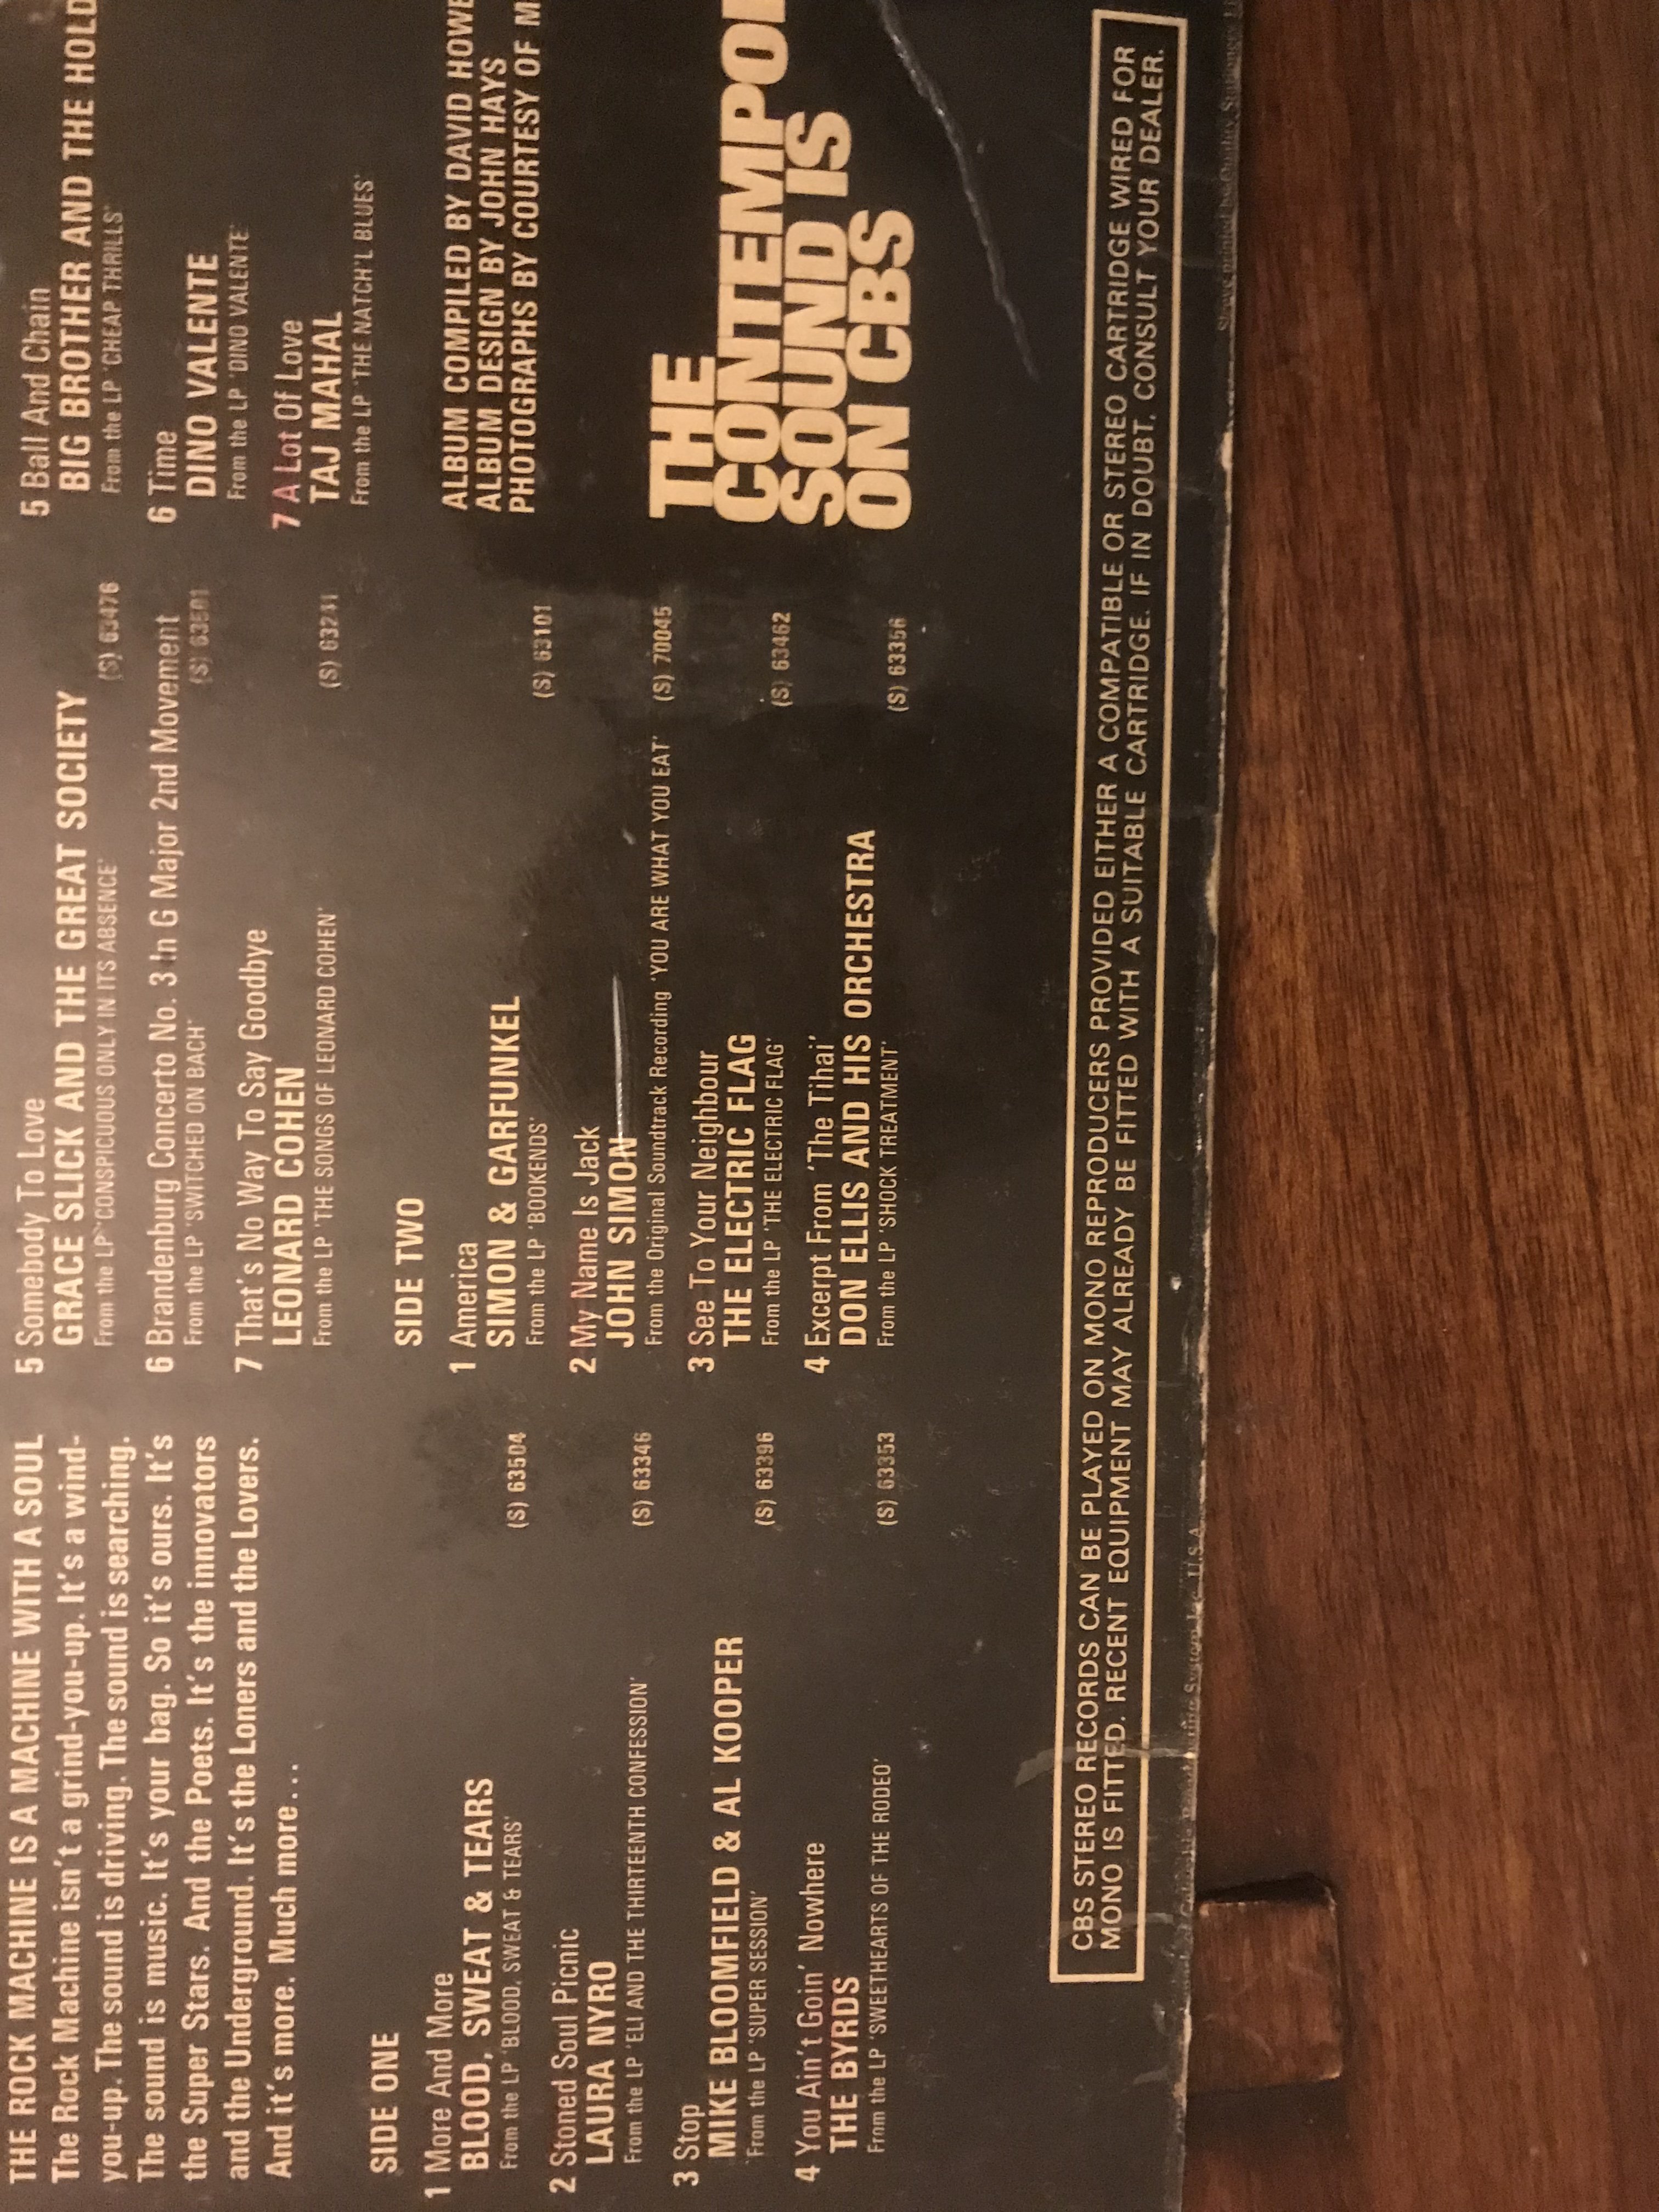 THE ROCK MACHINE IS A MACHINE WITH A SOUL
The Rock Machine isn't a grind-you-up. It's a wind-
you-up. The sound is driving. The sound is searching.
The sound is music. It's your bag. So it's ours. It's
the Super Stars. And the Poets. It's the innovators
and the Underground. It's the Loners and the Lovers.
And it's more. Much more...
SIDE ONE
1 More And More
BLOOD, SWEAT & TEARS
From the LP 'BLOOD, SWEAT & TEARS' (S) 63504
2 Stoned Soul Picnic
LAURA NYRO
From the LP 'ELI AND THE THIRTEENTH CONFESSION' (S) 63346
3 Stop
MIKE BLOOMFIELD & AL KOOPER
From the LP 'SUPER SESSION' (S) 63396
4 You Ain't Goin' Nowhere
THE BYRDS
From the LP 'SWEETHEARTS OF THE RODEO' (S) 63353
5 Somebody To Love
GRACE SLICK AND THE GREAT SOCIETY
From the LP 'CONSPICUOUS ONLY IN ITS ABSENCE' (S) 63476
6 Brandenburg Concerto No. 3 In G Major 2nd Movement
From the LP 'SWITCHED ON BACH' (S) 63501
7 That's No Way To Say Goodbye
LEONARD COHEN
From the LP 'THE SONGS OF LEONARD COHEN' (S) 63241
SIDE TWO
1 America
SIMON & GARFUNKEL
From the LP 'BOOKENDS' (S) 63101
2 My Name Is Jack
JOHN SIMON
From the Original Soundtrack Recording 'YOU ARE WHAT YOU EAT' (S) 70045
3 See To Your Neighbour
THE ELECTRIC FLAG
From the LP 'THE ELECTRIC FLAG' (S) 63462
4 Excerpt From 'The Tihai'
DON ELLIS AND HIS ORCHESTRA
From the LP 'SHOCK TREATMENT' (S) 63356
5 Ball And Chain
BIG BROTHER AND THE HOLD
From the LP 'CHEAP THRILLS'
6 Time
DINO VALENTE
From the LP 'DINO VALENTE'
7 A Lot Of Love
TAJ MAHAL
From the LP 'THE NATCH'L BLUES'
ALBUM COMPILED BY DAVID HOWE
ALBUM DESIGN BY JOHN HAYS
PHOTOGRAPHS BY COURTESY OF M
THE
CONTEMPO
SOUND IS
ON CBS
CBS STEREO RECORDS CAN BE PLAYED ON MONO REPRODUCERS PROVIDED EITHER A COMPATIBLE OR STEREO CARTRIDGE WIRED FOR
MONO IS FITTED. RECENT EQUIPMENT MAY ALREADY BE FITTED WITH A SUITABLE CARTRIDGE. IF IN DOUBT, CONSULT YOUR DEALER.
U.S.A.